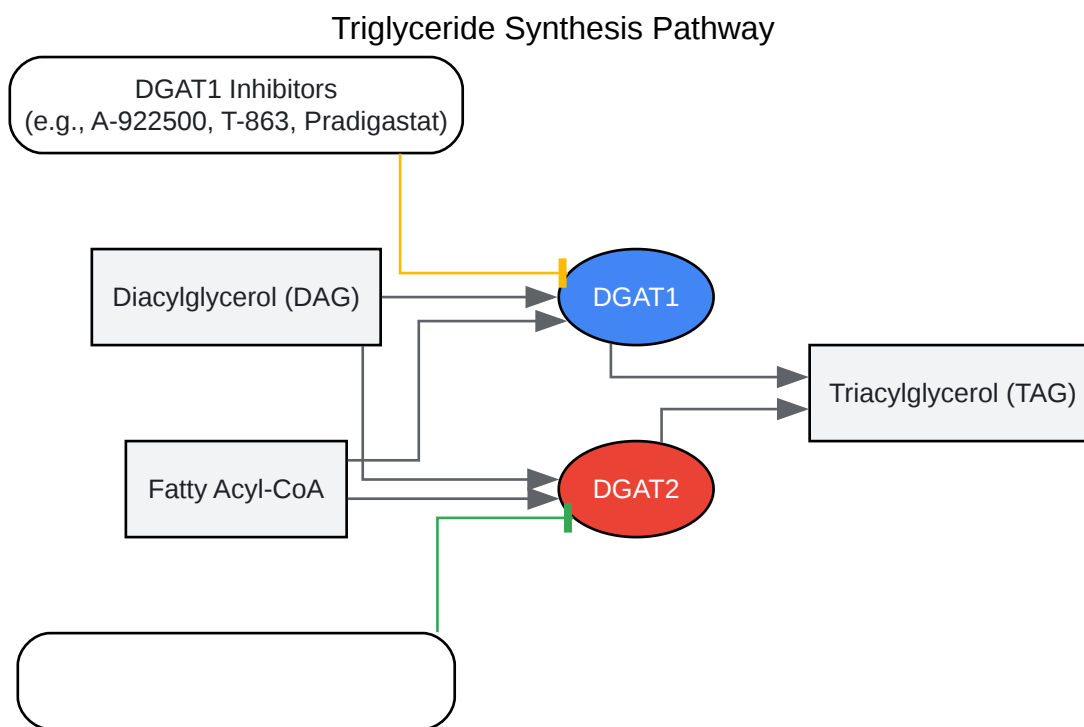 Triglyceride Synthesis Pathway
DGAT1 Inhibitors
(e.g., A-922500, T-863, Pradigastat)
Diacylglycerol (DAG)
DGAT1
Triacylglycerol (TAG)
Fatty Acyl-CoA
DGAT2